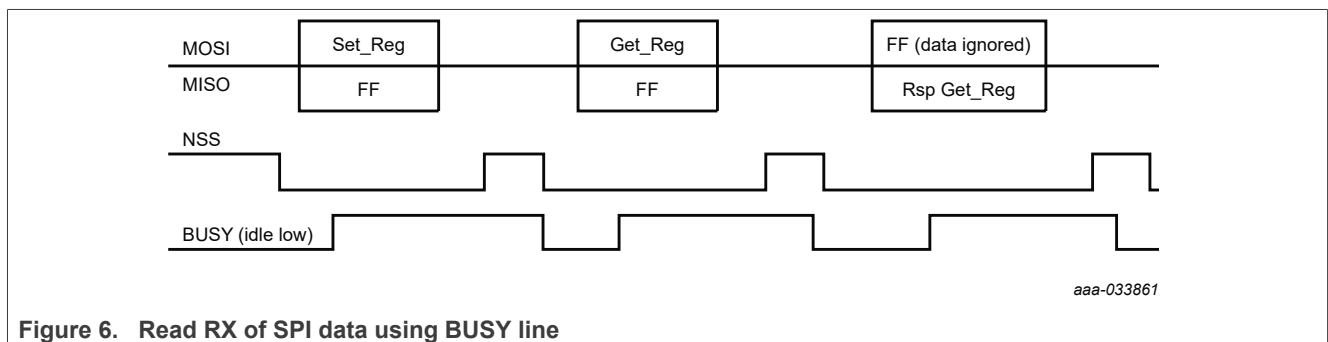 MOSI Set_Reg Get_Reg FF (data ignored)
MISO FF FF Rsp Get_Reg
NSS
BUSY (idle low)
aaa-033861
Figure 6. Read RX of SPI data using BUSY line